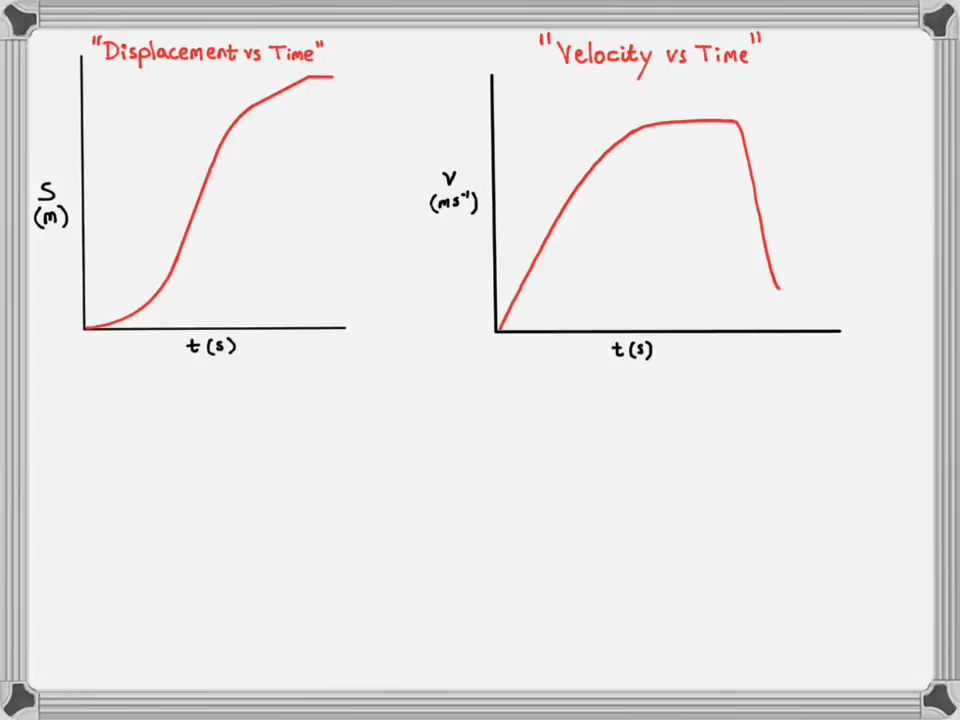 "Displacement vs Time"
S
(m)
t (s)
"Velocity vs Time"
v
(ms⁻¹)
t (s)